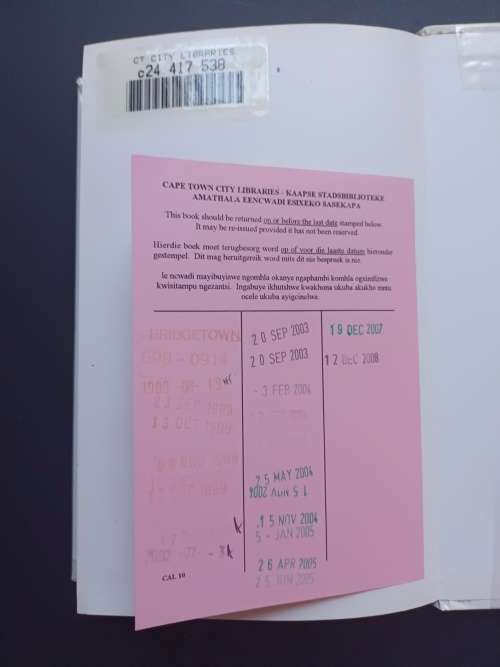 CT CITY LIBRARIES
c24 417 538
CAPE TOWN CITY LIBRARIES - KAAPSE STADSBIBLIOTEKE
AMATHALA EENCWADI ESIXEKO SASEKAPA
This book should be returned on or before the last date stamped below.
It may be re-issued provided it has not been reserved.
Hierdie boek moet terugbesorg word op of voor die laaste datum hieronder
gestempel. Dit mag heruitgereik word mits dit nie bespreek is nie.
le ncwadi mayibuyiswe ngomhla okanye ngaphambi komhla ogxininiswe
kwisitampu ngezantsi. Ingabuye ikhutshwe kwakhona ukuba akukho mntu
ocele ukuba ayigcinelwe.
BRIDGETOWN
13 OCT
20 SEP 2003
20 SEP 2003
- 3 FEB 2004
25 MAY 2004
15 NOV 2004
5 - JAN 2005
26 APR 2005
25 JUN 2005
19 DEC 2007
12 DEC 2008
CAL 10